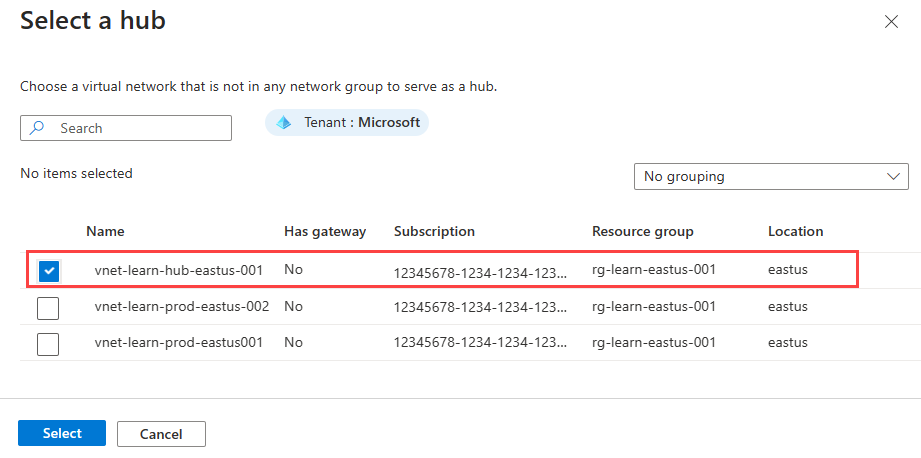 Select a hub
Choose a virtual network that is not in any network group to serve as a hub.
Search
Tenant : Microsoft
No items selected
No grouping
Name Has gateway Subscription Resource group Location
vnet-learn-hub-eastus-001 No 12345678-1234-1234-123... rg-learn-eastus-001 eastus
vnet-learn-prod-eastus-002 No 12345678-1234-1234-123... rg-learn-eastus-001 eastus
vnet-learn-prod-eastus001 No 12345678-1234-1234-123... rg-learn-eastus-001 eastus
Select Cancel